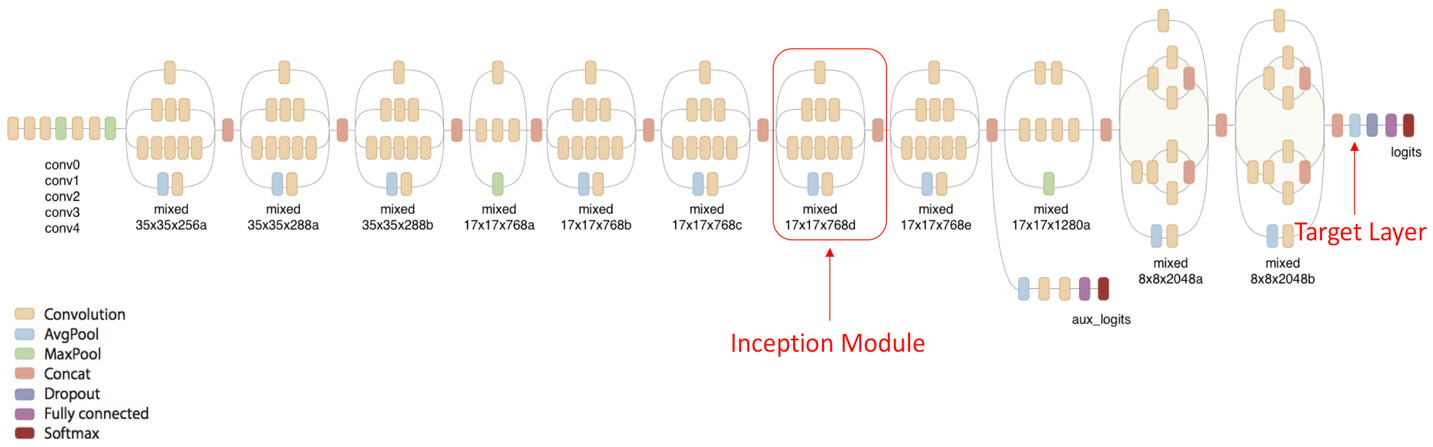 conv0
conv1
conv2
conv3
conv4
mixed
35x35x256a
mixed
35x35x288a
mixed
35x35x288b
mixed
17x17x768a
mixed
17x17x768b
mixed
17x17x768c
mixed
17x17x768d
mixed
17x17x768e
mixed
17x17x1280a
mixed
8x8x2048a
mixed
8x8x2048b
logits
Target Layer
aux_logits
Inception Module
Convolution
AvgPool
MaxPool
Concat
Dropout
Fully connected
Softmax